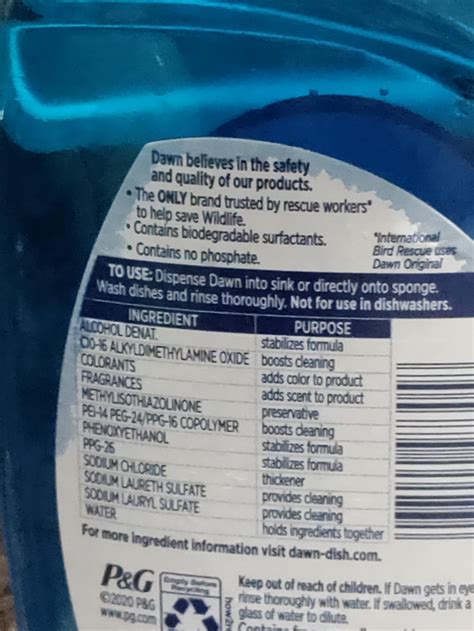 Dawn believes in the safety
and quality of our products.
• The ONLY brand trusted by rescue workers*
to help save Wildlife.
• Contains biodegradable surfactants.
• Contains no phosphate.
*International
Bird Rescue uses
Dawn Original
TO USE: Dispense Dawn into sink or directly onto sponge.
Wash dishes and rinse thoroughly. Not for use in dishwashers.
INGREDIENT PURPOSE
ALCOHOL DENAT. stabilizes formula
C10-16 ALKYLDIMETHYLAMINE OXIDE boosts cleaning
COLORANTS adds color to product
FRAGRANCES adds scent to product
METHYLISOTHIAZOLINONE preservative
PEI-14 PEG-24/PPG-16 COPOLYMER boosts cleaning
PHENOXYETHANOL stabilizes formula
PPG-26 stabilizes formula
SODIUM CHLORIDE thickener
SODIUM LAURETH SULFATE provides cleaning
SODIUM LAURYL SULFATE provides cleaning
WATER holds ingredients together
For more ingredient information visit dawn-dish.com.
P&G
©2020 P&G
www.pg.com
Empty Before
Recycling
how2re
Keep out of reach of children. If Dawn gets in eye
rinse thoroughly with water. If swallowed, drink a
glass of water to dilute.